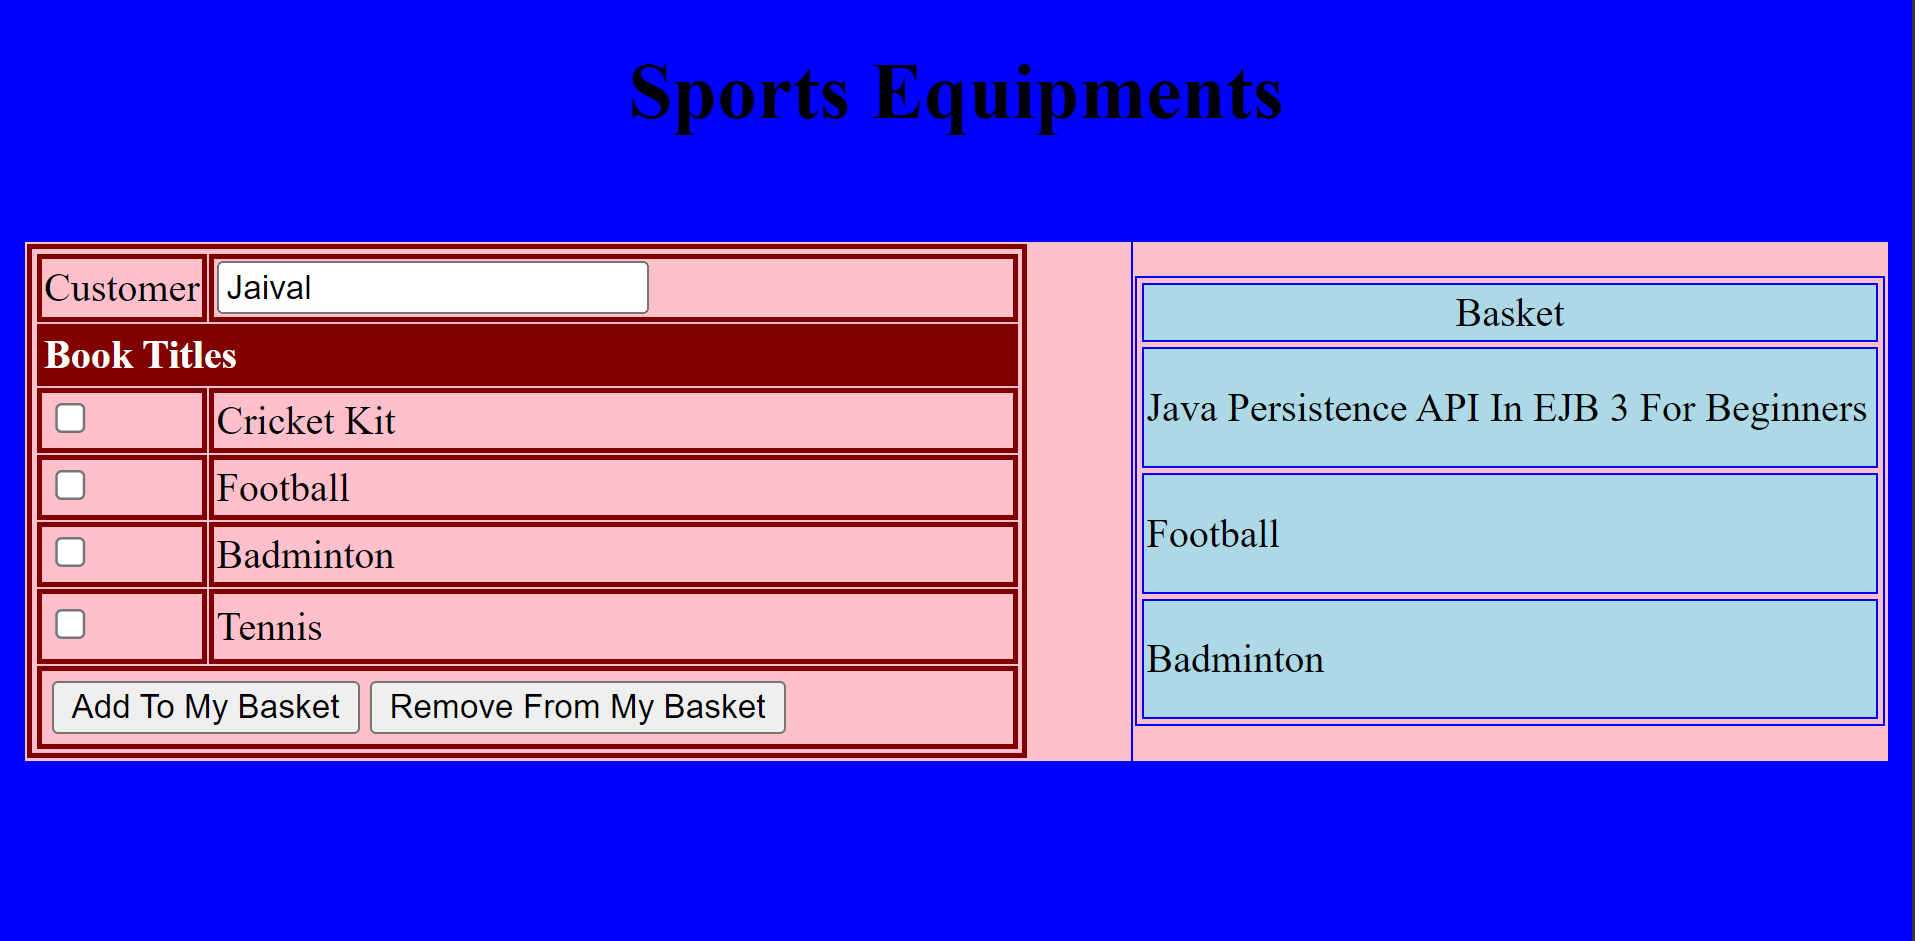 Sports Equipments
Customer Jaival
Book Titles
Cricket Kit
Football
Badminton
Tennis
Add To My Basket Remove From My Basket
Basket
Java Persistence API In EJB 3 For Beginners
Football
Badminton